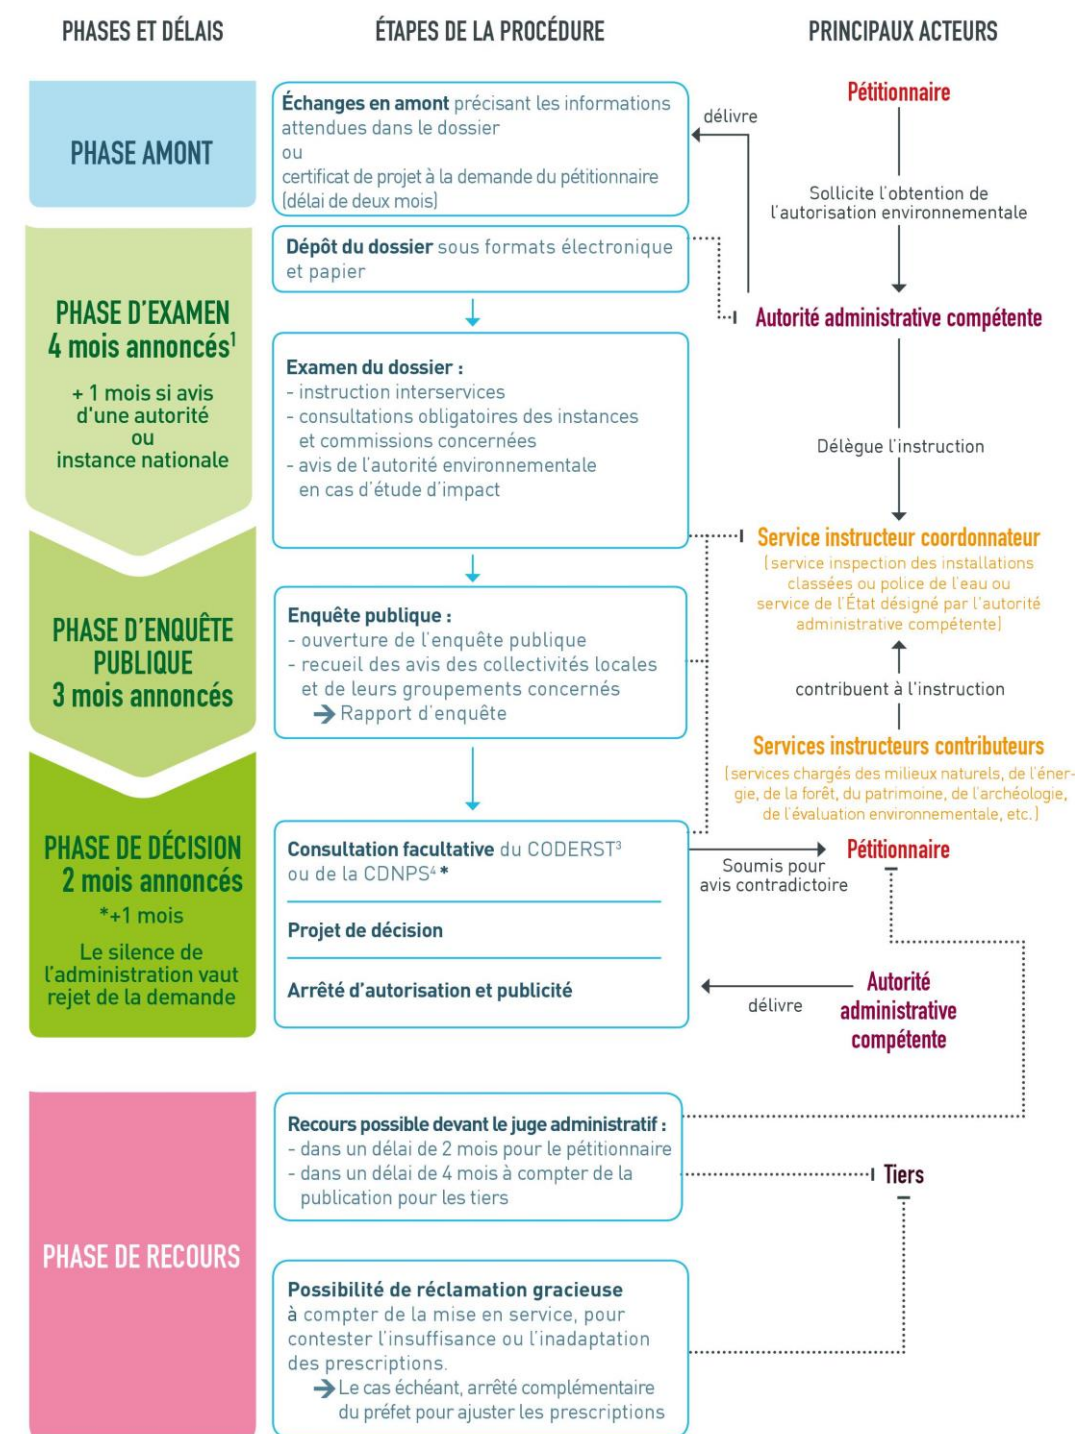 PHASES ET DÉLAIS
ÉTAPES DE LA PROCÉDURE
PRINCIPAUX ACTEURS
PHASE AMONT
Échanges en amont précisant les informations
attendues dans le dossier
ou
certificat de projet à la demande du pétitionnaire
(délai de deux mois)
délivre
Pétitionnaire
Sollicite l'obtention de
l'autorisation environnementale
PHASE D'EXAMEN
4 mois annoncés¹
+ 1 mois si avis
d'une autorité
ou
instance nationale
Dépôt du dossier sous formats électronique
et papier
Autorité administrative compétente
Examen du dossier :
- instruction interservices
- consultations obligatoires des instances
et commissions concernées
- avis de l'autorité environnementale
en cas d'étude d'impact
Délègue l'instruction
Service instructeur coordonnateur
(service inspection des installations
classées ou police de l'eau ou
service de l'État désigné par l'autorité
administrative compétente)
PHASE D'ENQUÊTE
PUBLIQUE
3 mois annoncés
Enquête publique :
- ouverture de l'enquête publique
- recueil des avis des collectivités locales
et de leurs groupements concernés
→ Rapport d'enquête
contribuent à l'instruction
Services instructeurs contributeurs
(services chargés des milieux naturels, de l'éner-
gie, de la forêt, du patrimoine, de l'archéologie,
de l'évaluation environnementale, etc.)
PHASE DE DÉCISION
2 mois annoncés
*+1 mois
Le silence de
l'administration vaut
rejet de la demande
Consultation facultative du CODERST³
ou de la CDNPS⁴ *
Projet de décision
Arrêté d'autorisation et publicité
Soumis pour
avis contradictoire
Pétitionnaire
délivre
Autorité
administrative
compétente
PHASE DE RECOURS
Recours possible devant le juge administratif :
- dans un délai de 2 mois pour le pétitionnaire
- dans un délai de 4 mois à compter de la
publication pour les tiers
Tiers
Possibilité de réclamation gracieuse
à compter de la mise en service, pour
contester l'insuffisance ou l'inadaptation
des prescriptions.
→ Le cas échéant, arrêté complémentaire
du préfet pour ajuster les prescriptions